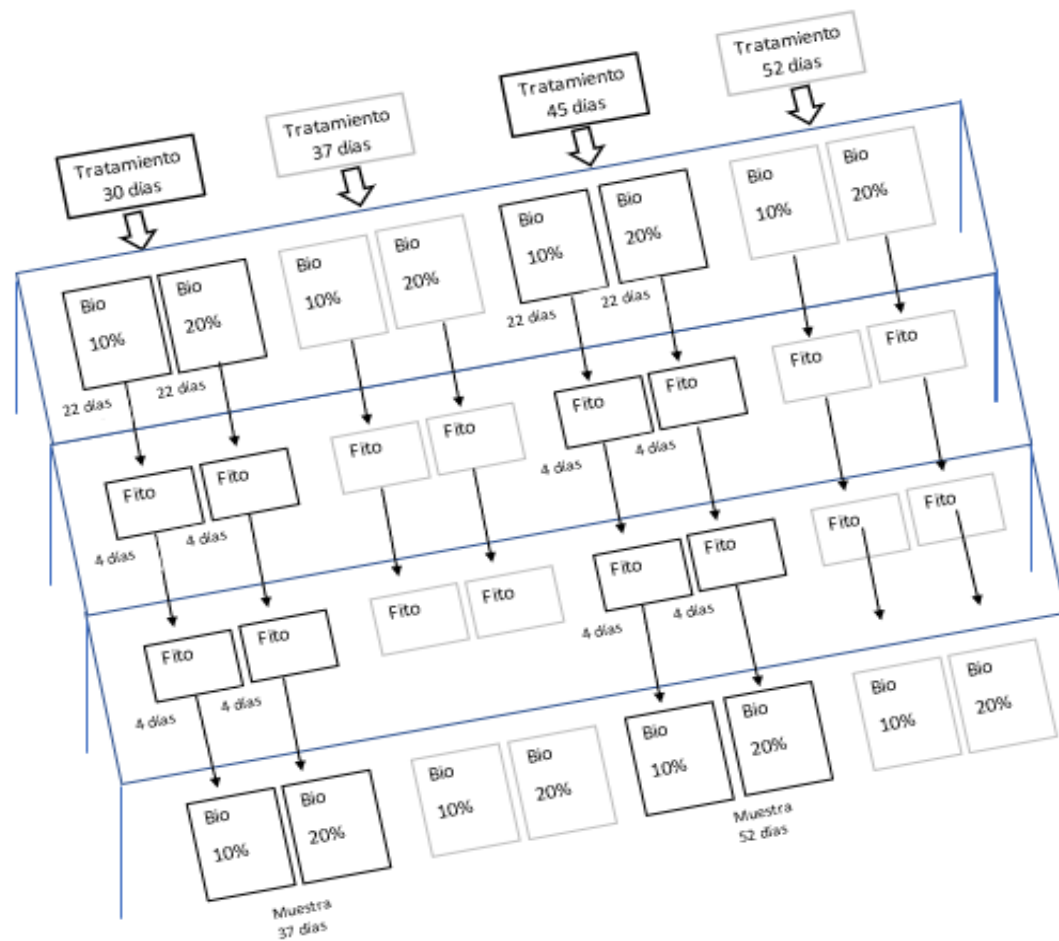 Tratamiento
30 días
Tratamiento
37 días
Tratamiento
45 días
Tratamiento
52 días
Bio
10%
Bio
20%
Bio
10%
Bio
20%
Bio
10%
Bio
20%
Bio
10%
Bio
20%
22 días
22 días
22 días
22 días
Fito
Fito
Fito
Fito
Fito
Fito
Fito
Fito
4 días
4 días
4 días
4 días
Fito
Fito
Fito
Fito
Fito
Fito
Fito
Fito
4 días
4 días
4 días
4 días
Bio
10%
Bio
20%
Bio
10%
Bio
20%
Bio
10%
Bio
20%
Bio
10%
Bio
20%
Muestra
37 días
Muestra
52 días